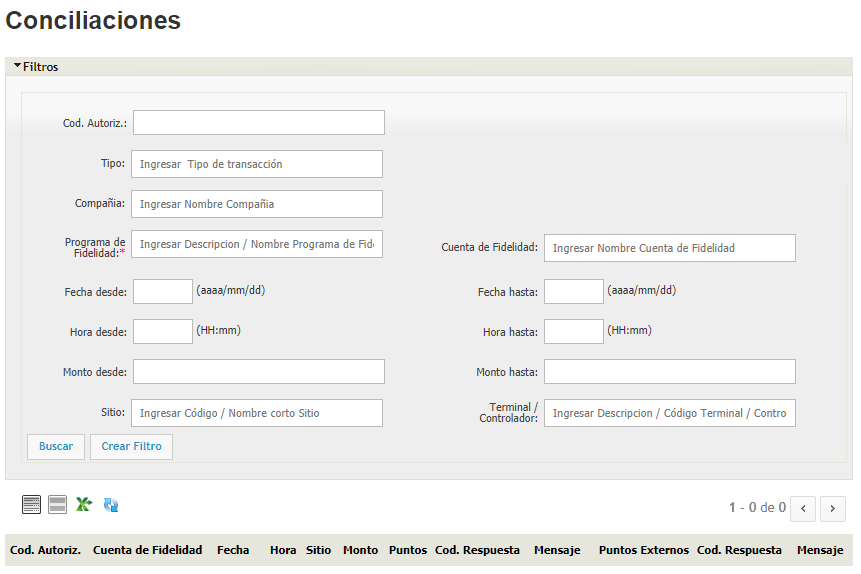 Conciliaciones
Filtros
Cod. Autoriz.:
Tipo: Ingresar Tipo de transacción
Compañia: Ingresar Nombre Compañia
Programa de Fidelidad:* Ingresar Descripcion / Nombre Programa de Fide Cuenta de Fidelidad: Ingresar Nombre Cuenta de Fidelidad
Fecha desde: (aaaa/mm/dd) Fecha hasta: (aaaa/mm/dd)
Hora desde: (HH:mm) Hora hasta: (HH:mm)
Monto desde: Monto hasta:
Sitio: Ingresar Código / Nombre corto Sitio Terminal / Controlador: Ingresar Descripcion / Código Terminal / Contro
Buscar Crear Filtro
1 - 0 de 0
Cod. Autoriz. Cuenta de Fidelidad Fecha Hora Sitio Monto Puntos Cod. Respuesta Mensaje Puntos Externos Cod. Respuesta Mensaje